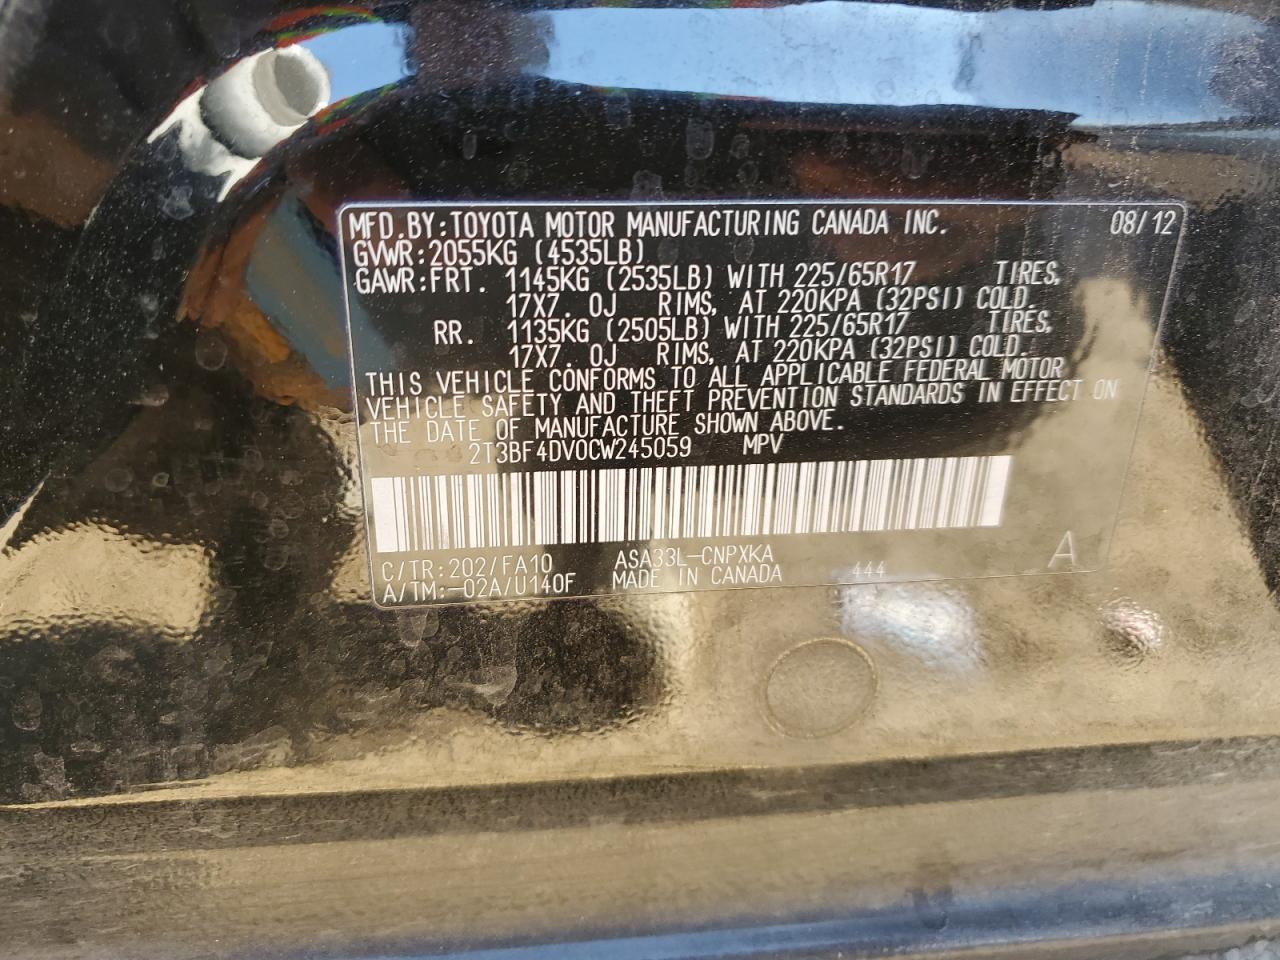 MFD.BY:TOYOTA MOTOR MANUFACTURING CANADA INC. 08/12
GVWR:2055KG (4535LB)
GAWR:FRT. 1145KG (2535LB) WITH 225/65R17 TIRES,
17X7.0J RIMS, AT 220KPA (32PSI) COLD.
RR. 1135KG (2505LB) WITH 225/65R17 TIRES,
17X7.0J RIMS, AT 220KPA (32PSI) COLD.
THIS VEHICLE CONFORMS TO ALL APPLICABLE FEDERAL MOTOR
VEHICLE SAFETY AND THEFT PREVENTION STANDARDS IN EFFECT ON
THE DATE OF MANUFACTURE SHOWN ABOVE.
2T3BF4DV0CW245059 MPV
C/TR:202/FA10 ASA33L-CNPXKA A
A/TM:-02A/U140F MADE IN CANADA 444